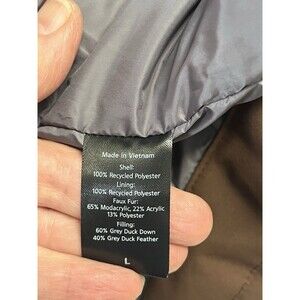 Made in Vietnam
Shell:
100% Recycled Polyester
Lining:
100% Recycled Polyester
Faux Fur:
65% Modacrylic, 22% Acrylic
13% Polyester
Filling:
60% Grey Duck Down
40% Grey Duck Feather
L